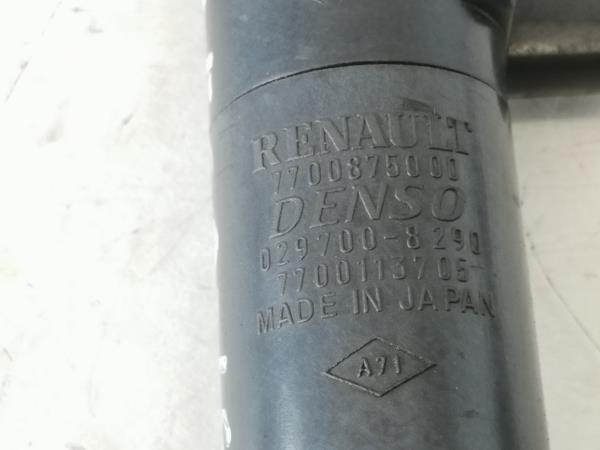 RENAULT
7700875000
DENSO
029700-8290
7700113705
MADE IN JAPAN
A71